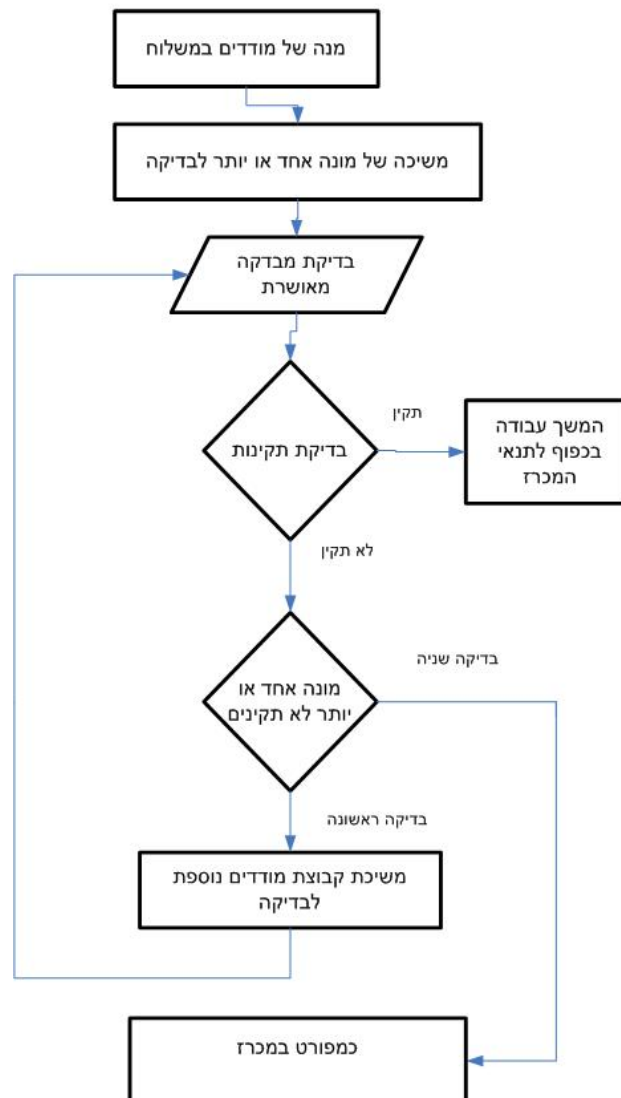 מנה של מודדים במשלוח
משיכה של מונה אחד או יותר לבדיקה
בדיקת מבדקה
מאושרת
בדיקת תקינות
תקין
המשך עבודה
בכפוף לתנאי
המכרז
לא תקין
מונה אחד או
יותר לא תקינים
בדיקה שניה
בדיקה ראשונה
משיכת קבוצת מודדים נוספת
לבדיקה
כמפורט במכרז